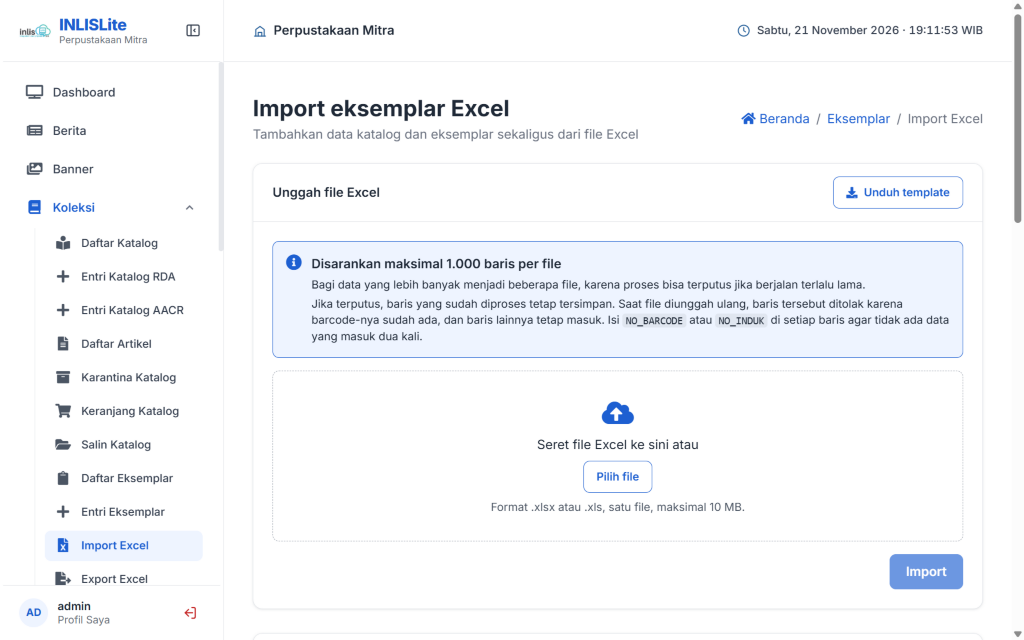 inlis
INLISLite
Perpustakaan Mitra
Perpustakaan Mitra
Sabtu, 21 November 2026 · 19:11:53 WIB
Dashboard
Berita
Banner
Koleksi
Daftar Katalog
Entri Katalog RDA
Entri Katalog AACR
Daftar Artikel
Karantina Katalog
Keranjang Katalog
Salin Katalog
Daftar Eksemplar
Entri Eksemplar
Import Excel
Export Excel
AD
admin
Profil Saya
Import eksemplar Excel
Tambahkan data katalog dan eksemplar sekaligus dari file Excel
Beranda / Eksemplar / Import Excel
Unggah file Excel
Unduh template
Disarankan maksimal 1.000 baris per file
Bagi data yang lebih banyak menjadi beberapa file, karena proses bisa terputus jika berjalan terlalu lama.
Jika terputus, baris yang sudah diproses tetap tersimpan. Saat file diunggah ulang, baris tersebut ditolak karena
barcode-nya sudah ada, dan baris lainnya tetap masuk. Isi NO_BARCODE atau NO_INDUK di setiap baris agar tidak ada data
yang masuk dua kali.
Seret file Excel ke sini atau
Pilih file
Format .xlsx atau .xls, satu file, maksimal 10 MB.
Import